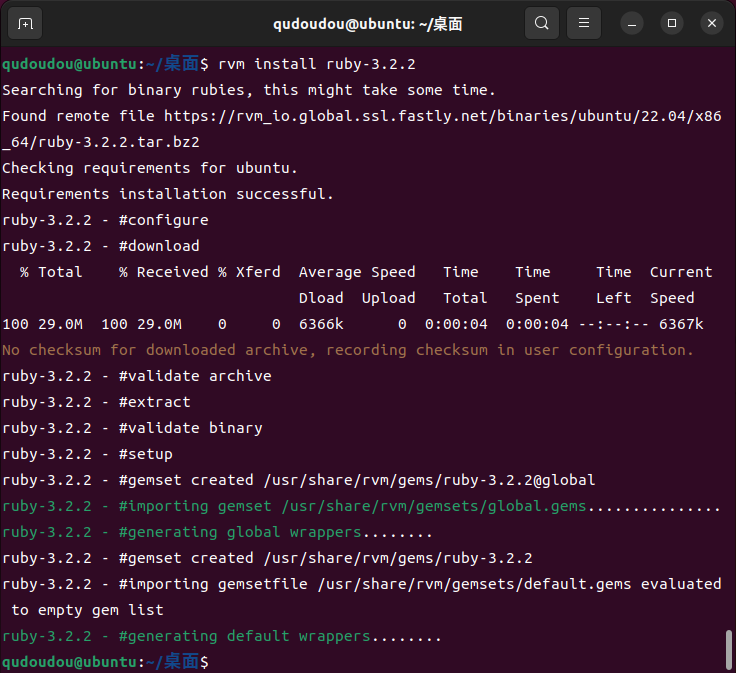 qudoudou@ubuntu: ~/桌面
qudoudou@ubuntu:~/桌面$ rvm install ruby-3.2.2
Searching for binary rubies, this might take some time.
Found remote file https://rvm_io.global.ssl.fastly.net/binaries/ubuntu/22.04/x86
_64/ruby-3.2.2.tar.bz2
Checking requirements for ubuntu.
Requirements installation successful.
ruby-3.2.2 - #configure
ruby-3.2.2 - #download
  % Total    % Received % Xferd  Average Speed   Time    Time     Time  Current
                                 Dload  Upload   Total   Spent    Left  Speed
100 29.0M  100 29.0M    0     0  6366k      0  0:00:04  0:00:04 --:--:-- 6367k
No checksum for downloaded archive, recording checksum in user configuration.
ruby-3.2.2 - #validate archive
ruby-3.2.2 - #extract
ruby-3.2.2 - #validate binary
ruby-3.2.2 - #setup
ruby-3.2.2 - #gemset created /usr/share/rvm/gems/ruby-3.2.2@global
ruby-3.2.2 - #importing gemset /usr/share/rvm/gemsets/global.gems...............
ruby-3.2.2 - #generating global wrappers........
ruby-3.2.2 - #gemset created /usr/share/rvm/gems/ruby-3.2.2
ruby-3.2.2 - #importing gemsetfile /usr/share/rvm/gemsets/default.gems evaluated
 to empty gem list
ruby-3.2.2 - #generating default wrappers........
qudoudou@ubuntu:~/桌面$